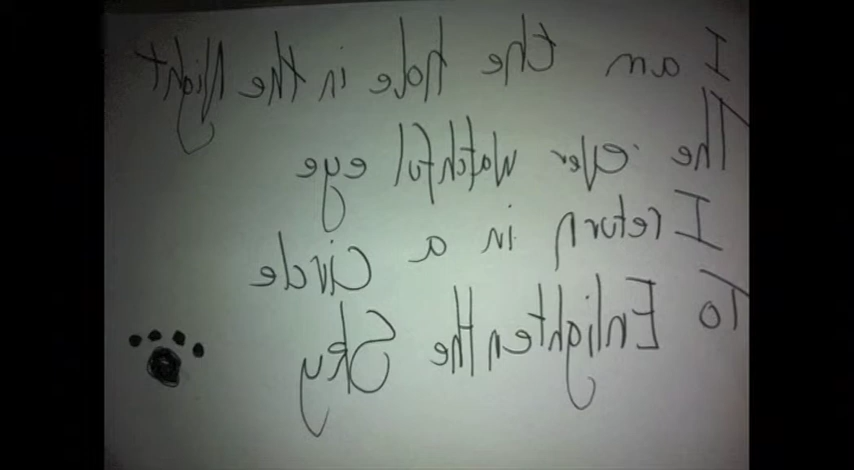 I am the hole in the Night
The ever watchful eye
I return in a circle
To Enlighten the Sky